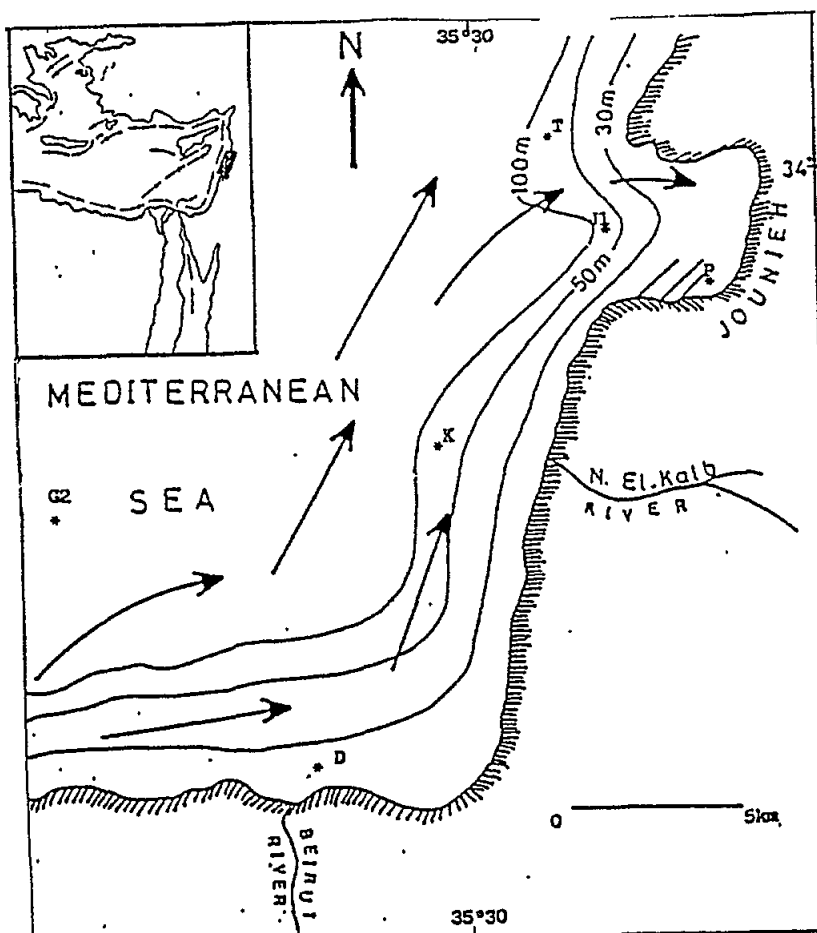 35°30
N
30m
100m
34°
50m
P
JOUNIEH
MEDITERRANEAN
K
G2
SEA
N. El.Kalb
RIVER
D
0 5km
BEIRUT
RIVER
35°30